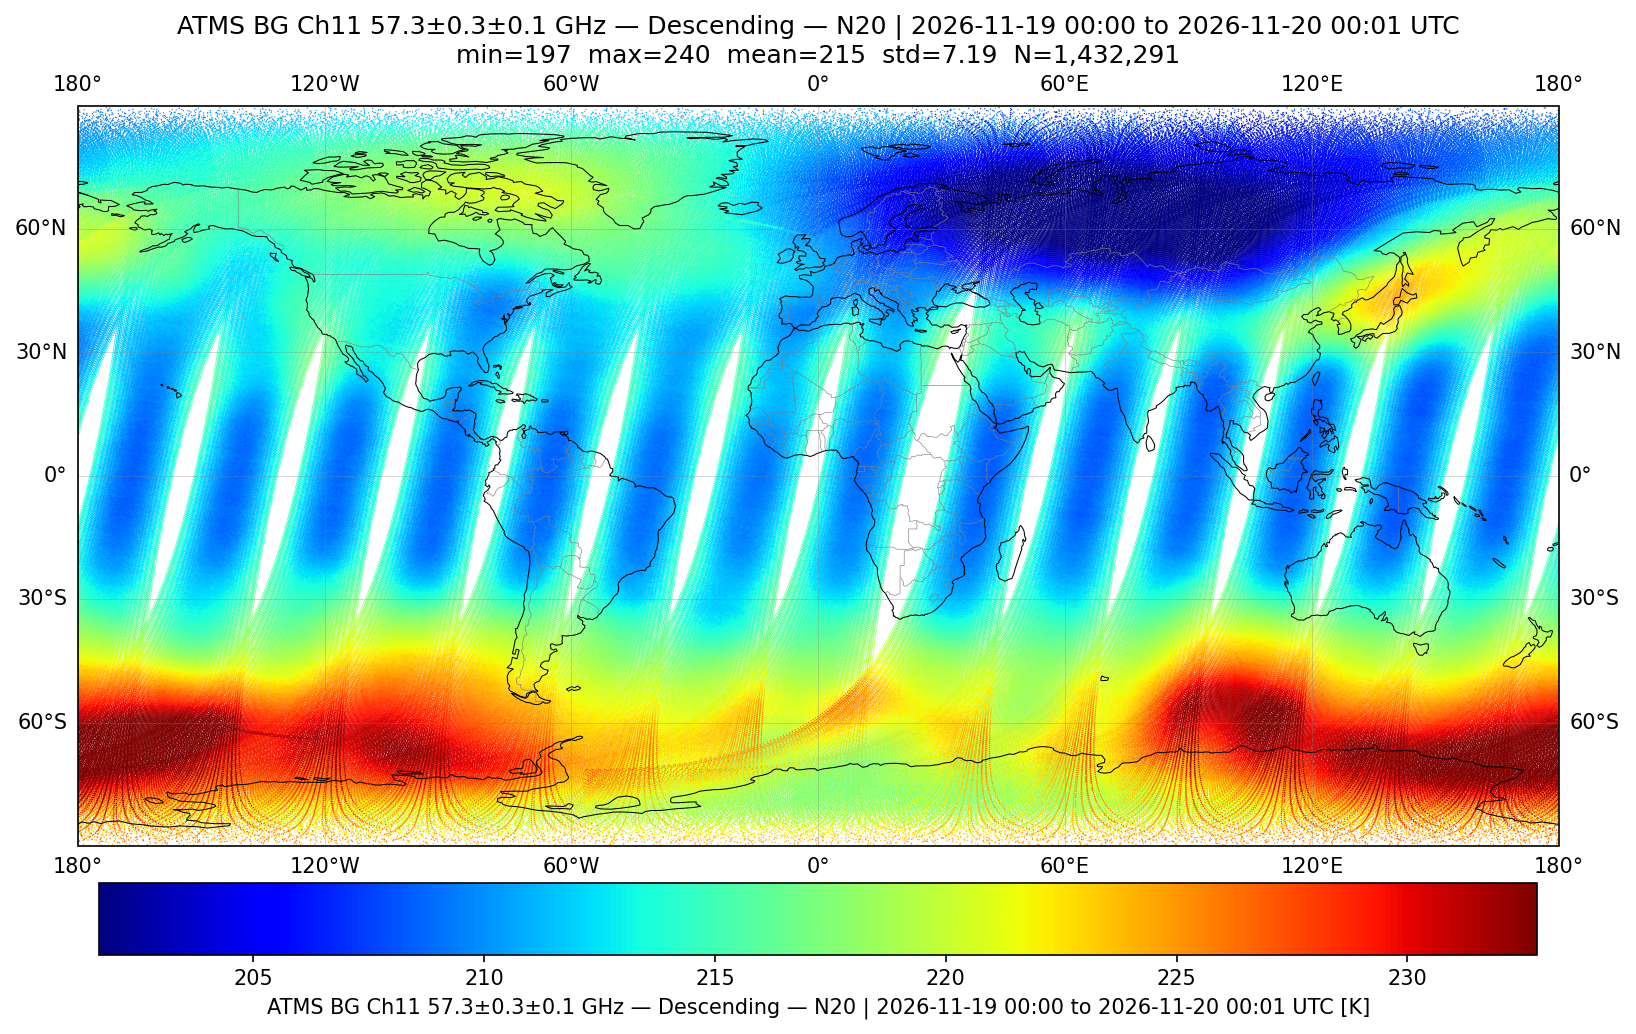 ATMS BG Ch11 57.3±0.3±0.1 GHz — Descending — N20 | 2026-11-19 00:00 to 2026-11-20 00:01 UTC
min=197  max=240  mean=215  std=7.19  N=1,432,291
180° 120°W 60°W 0° 60°E 120°E 180°
60°N 60°N
30°N 30°N
0° 0°
30°S 30°S
60°S 60°S
180° 120°W 60°W 0° 60°E 120°E 180°
205 210 215 220 225 230
ATMS BG Ch11 57.3±0.3±0.1 GHz — Descending — N20 | 2026-11-19 00:00 to 2026-11-20 00:01 UTC [K]